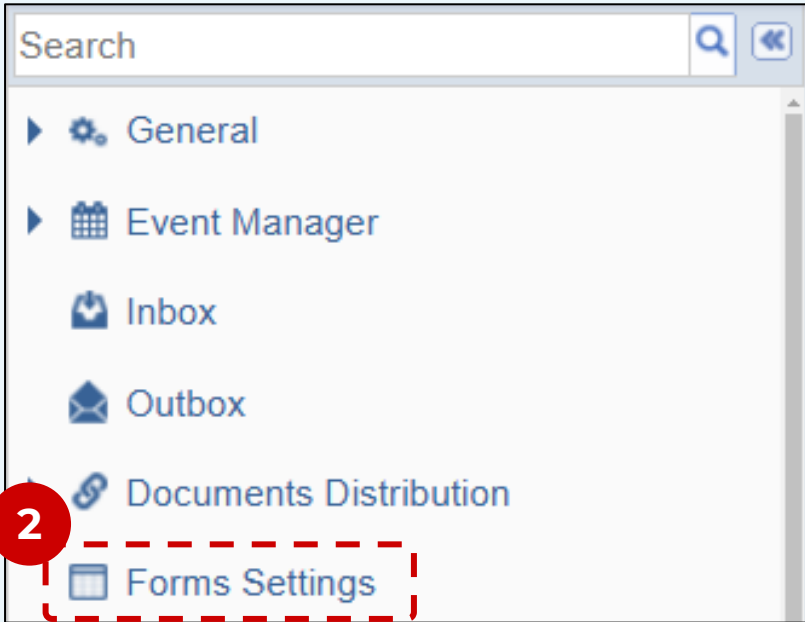 Search
General
Event Manager
Inbox
Outbox
Documents Distribution
2
Forms Settings